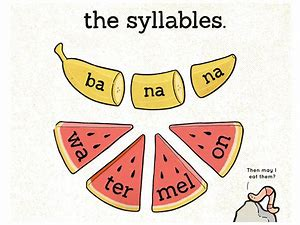 the syllables.
ba na na
wa ter mel on
Then may I
eat them?